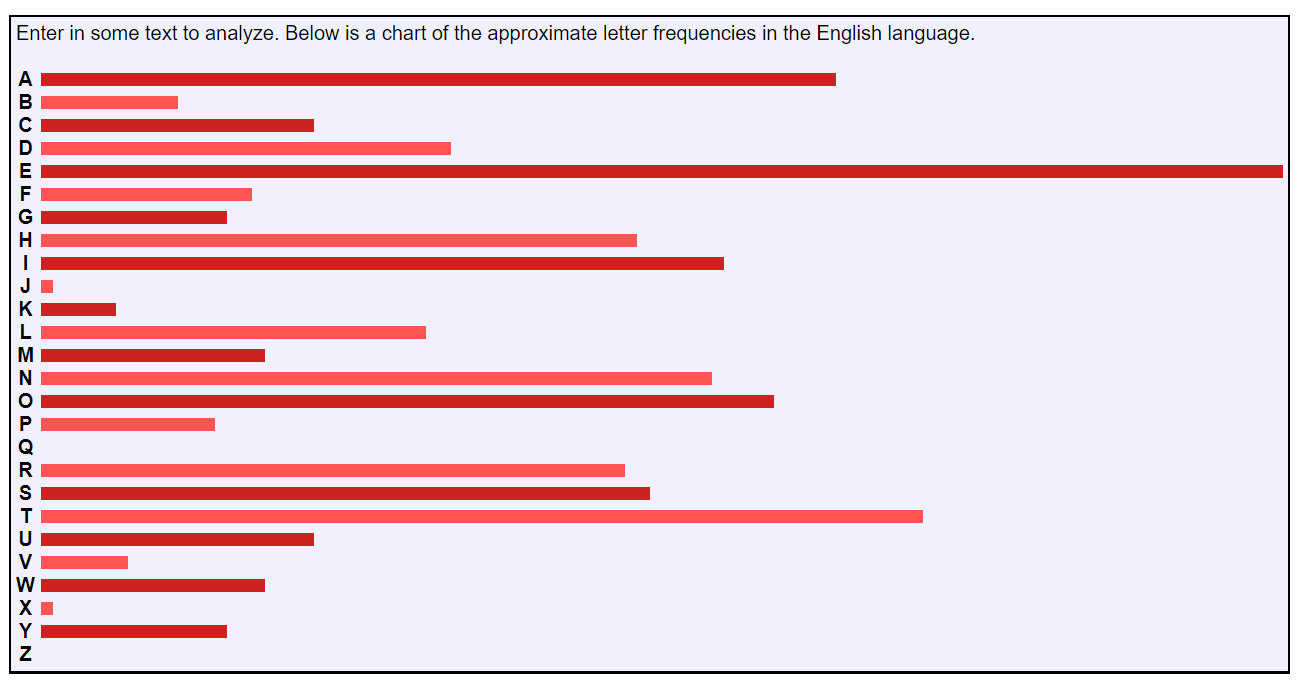 Enter in some text to analyze. Below is a chart of the approximate letter frequencies in the English language.
A
B
C
D
E
F
G
H
I
J
K
L
M
N
O
P
Q
R
S
T
U
V
W
X
Y
Z